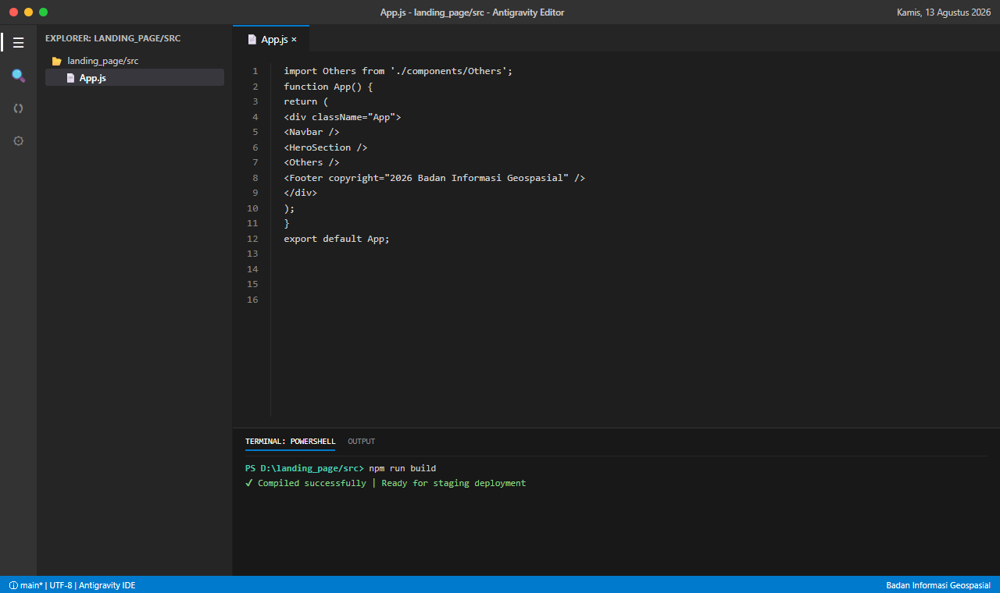 App.js - landing_page/src - Antigravity Editor
Kamis, 13 Agustus 2026
EXPLORER: LANDING_PAGE/SRC
landing_page/src
App.js
App.js ×
1 import Others from './components/Others';
2 function App() {
3 return (
4 <div className="App">
5 <Navbar />
6 <HeroSection />
7 <Others />
8 <Footer copyright="2026 Badan Informasi Geospasial" />
9 </div>
10 );
11 }
12 export default App;
13
14
15
16
TERMINAL: POWERSHELL OUTPUT
PS D:\landing_page/src> npm run build
✓ Compiled successfully | Ready for staging deployment
ⓘ main* | UTF-8 | Antigravity IDE
Badan Informasi Geospasial